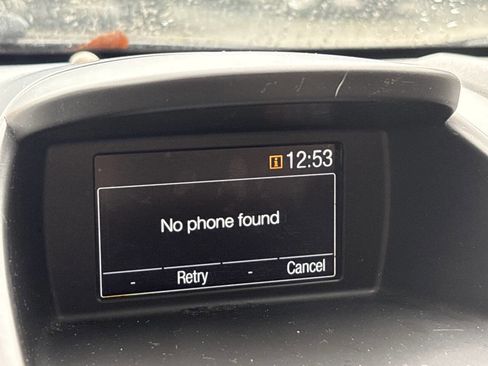 i 12:53
No phone found
- Retry - Cancel